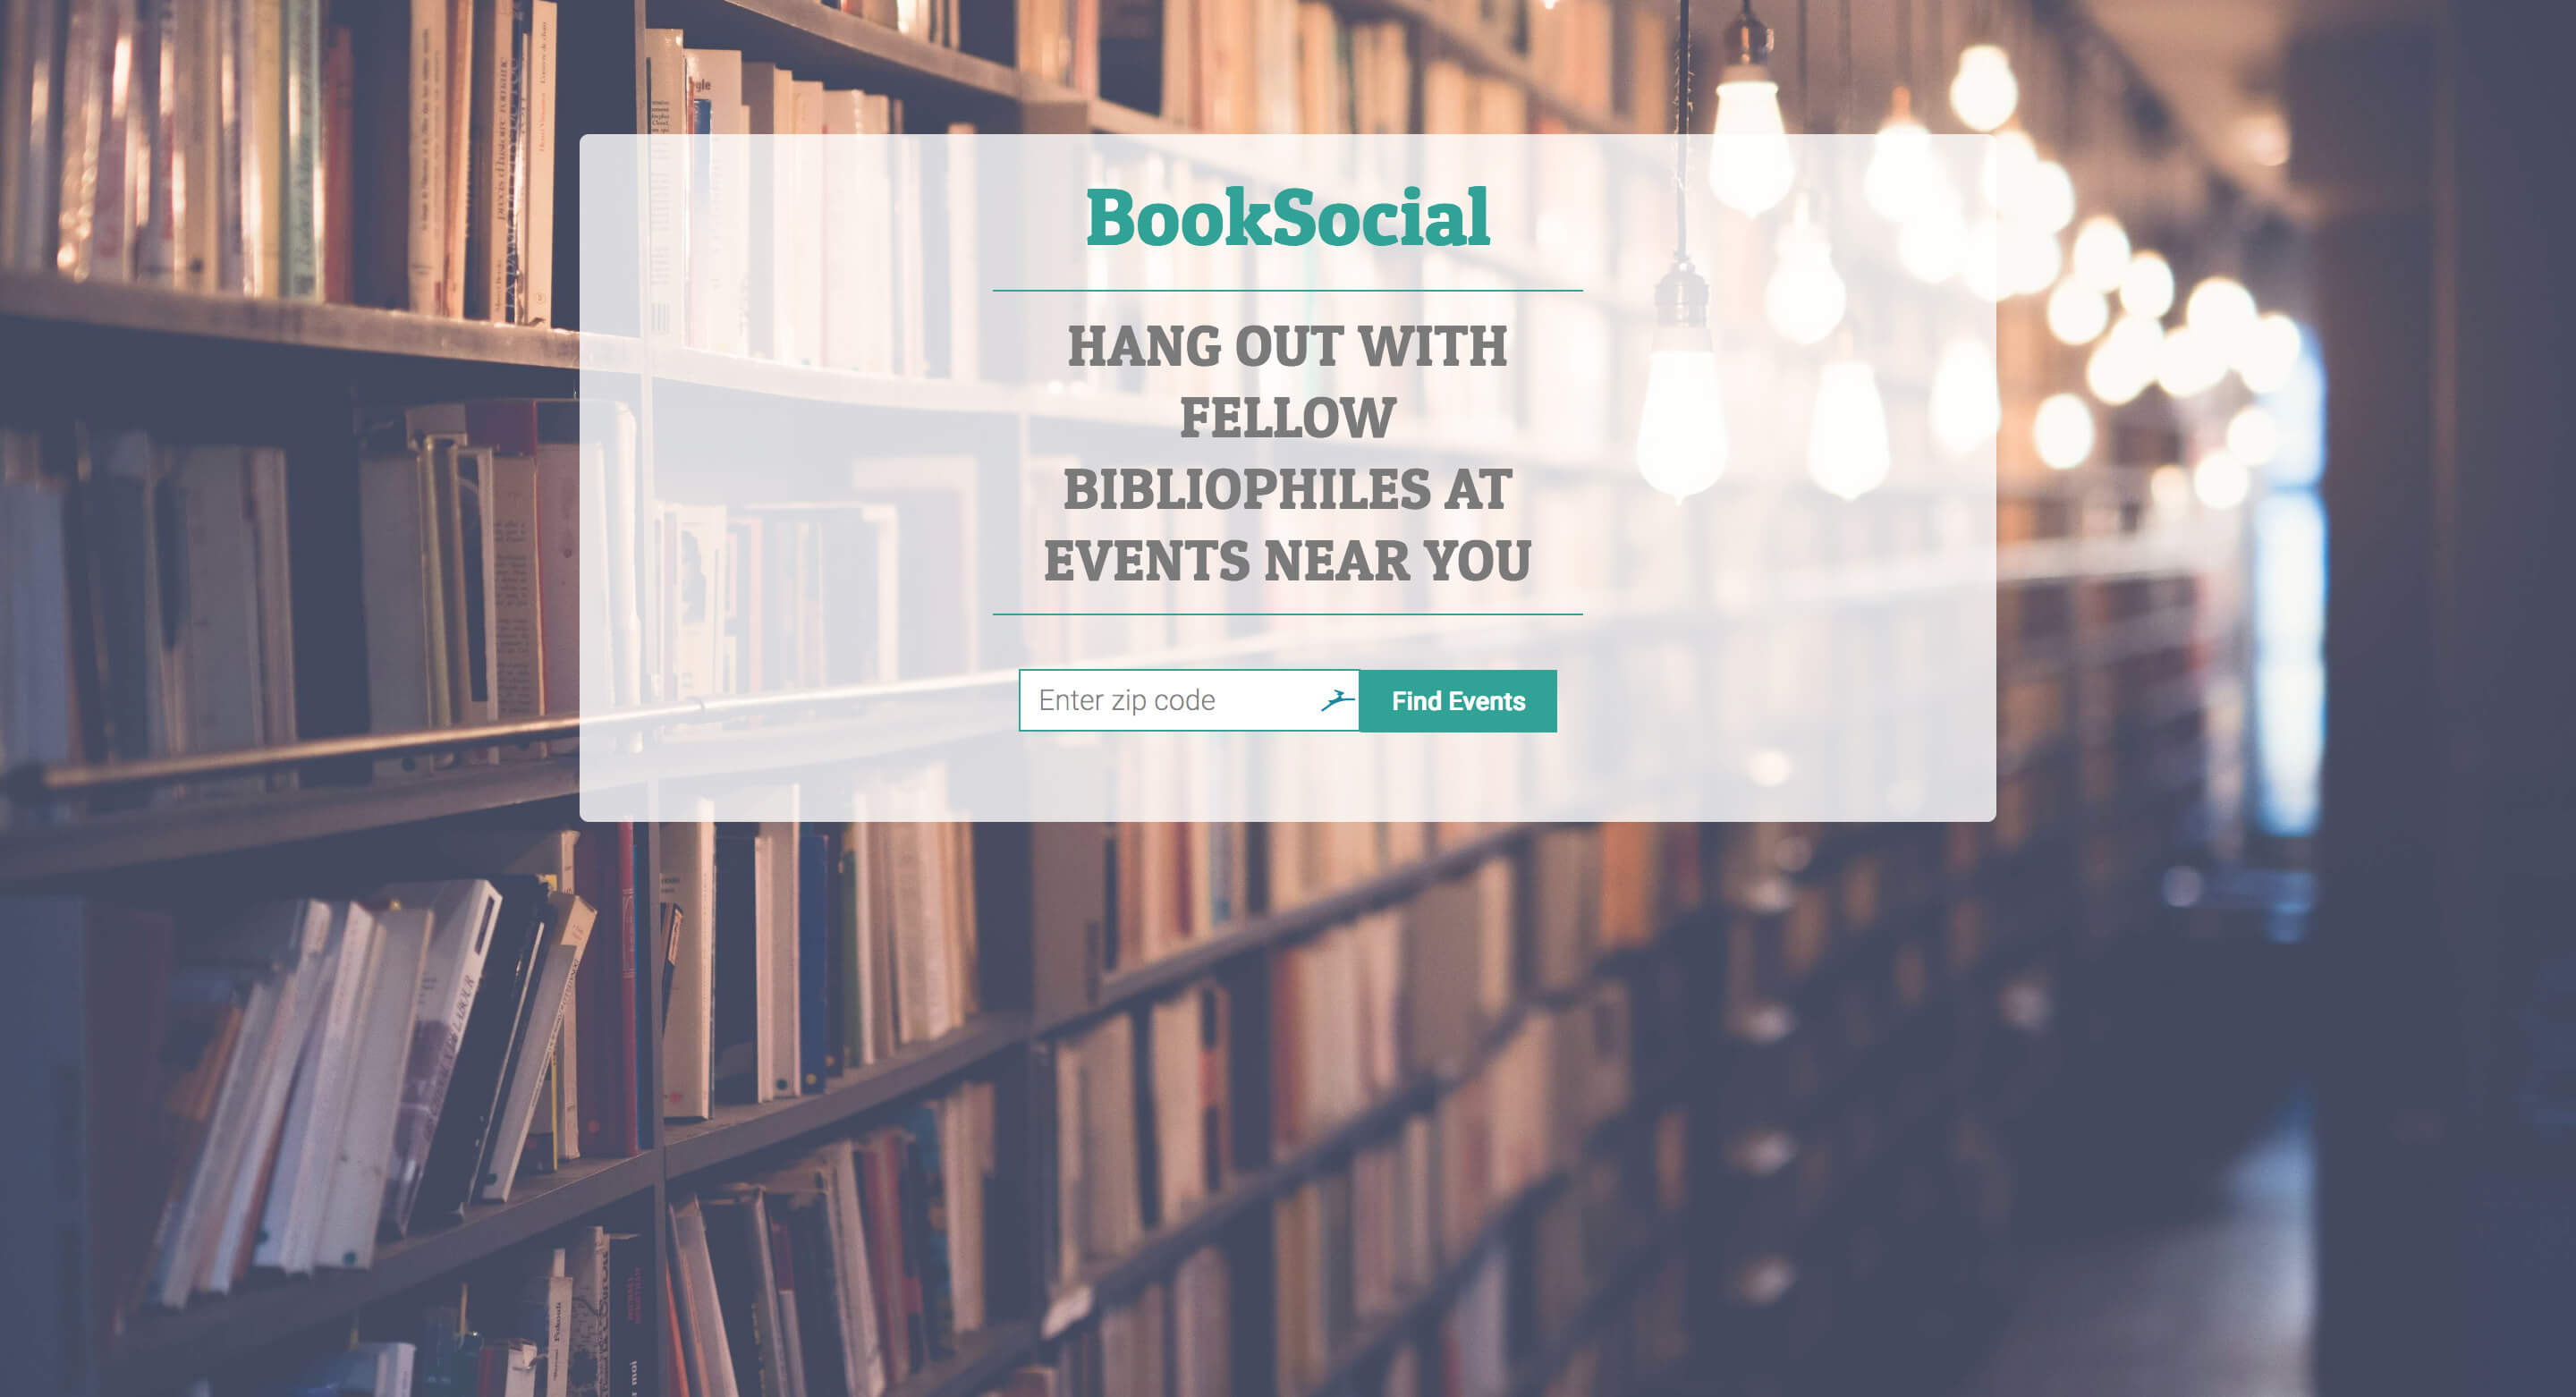 BookSocial
HANG OUT WITH
FELLOW
BIBLIOPHILES AT
EVENTS NEAR YOU
Enter zip code
Find Events